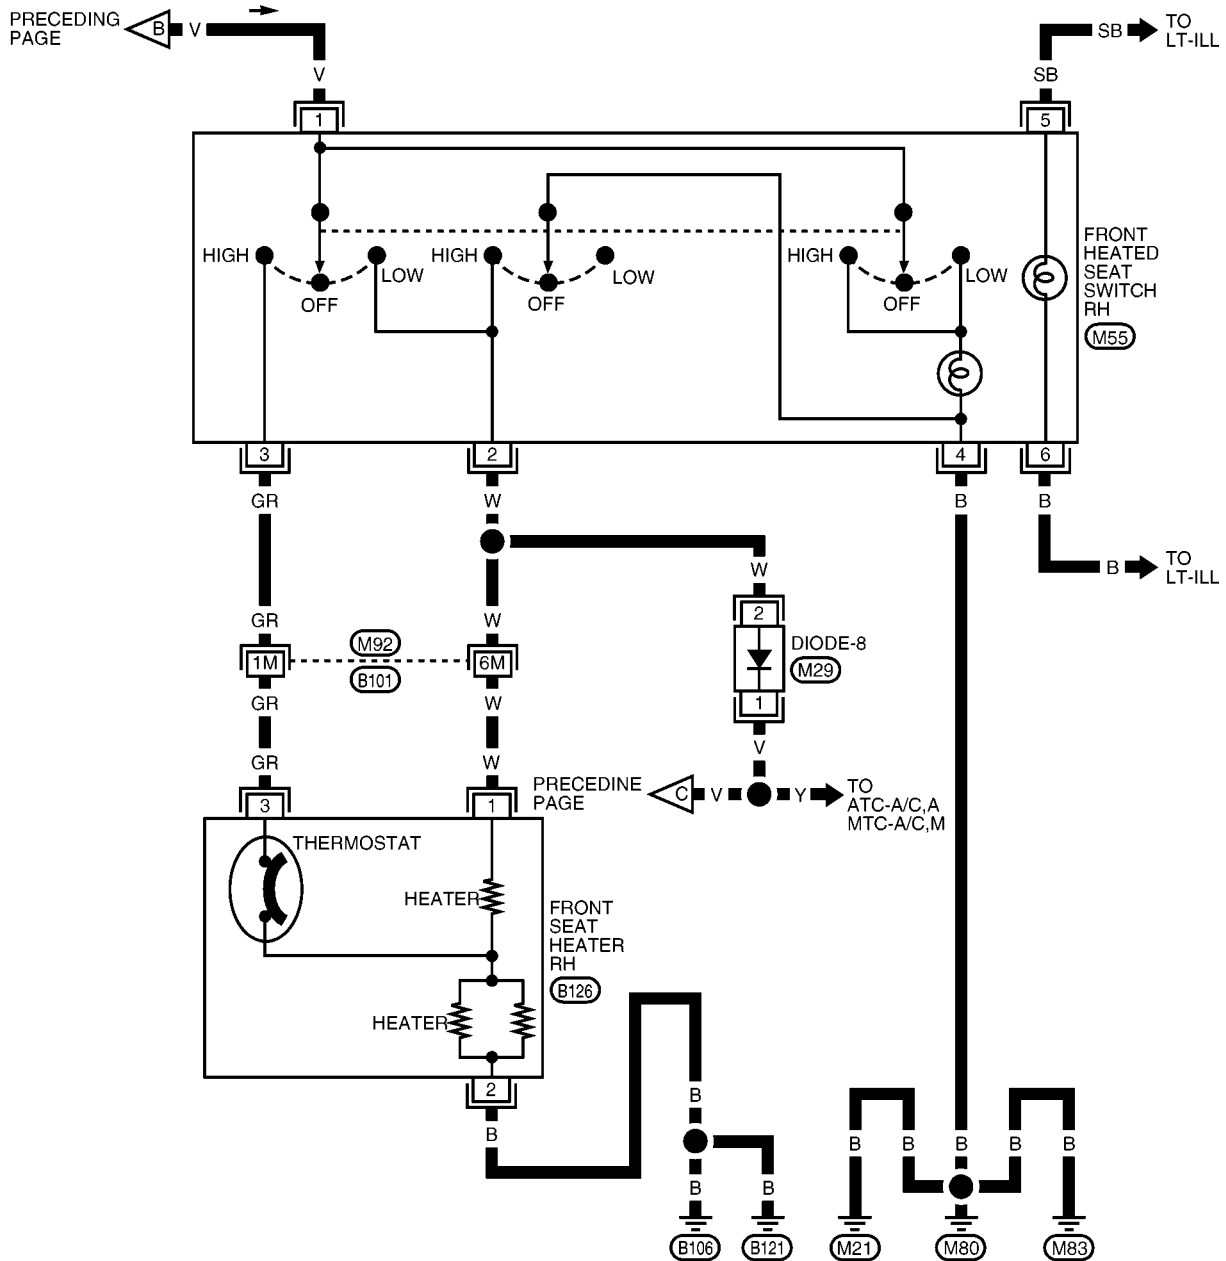 PRECEDING
PAGE
B
V
SB
TO
LT-ILL
V
SB
1
5
HIGH
LOW
OFF
HIGH
LOW
OFF
HIGH
LOW
OFF
FRONT
HEATED
SEAT
SWITCH
RH
M55
3
2
4
6
GR
W
B
B
B
TO
LT-ILL
W
GR
W
2
DIODE-8
M29
1
1M
M92
B101
6M
GR
W
V
GR
W
PRECEDINE
PAGE
C
V
Y
TO
ATC-A/C,A
MTC-A/C,M
3
1
THERMOSTAT
HEATER
FRONT
SEAT
HEATER
RH
B126
HEATER
2
B
B
B
B
B
B
B
B
B
B
B106
B121
M21
M80
M83